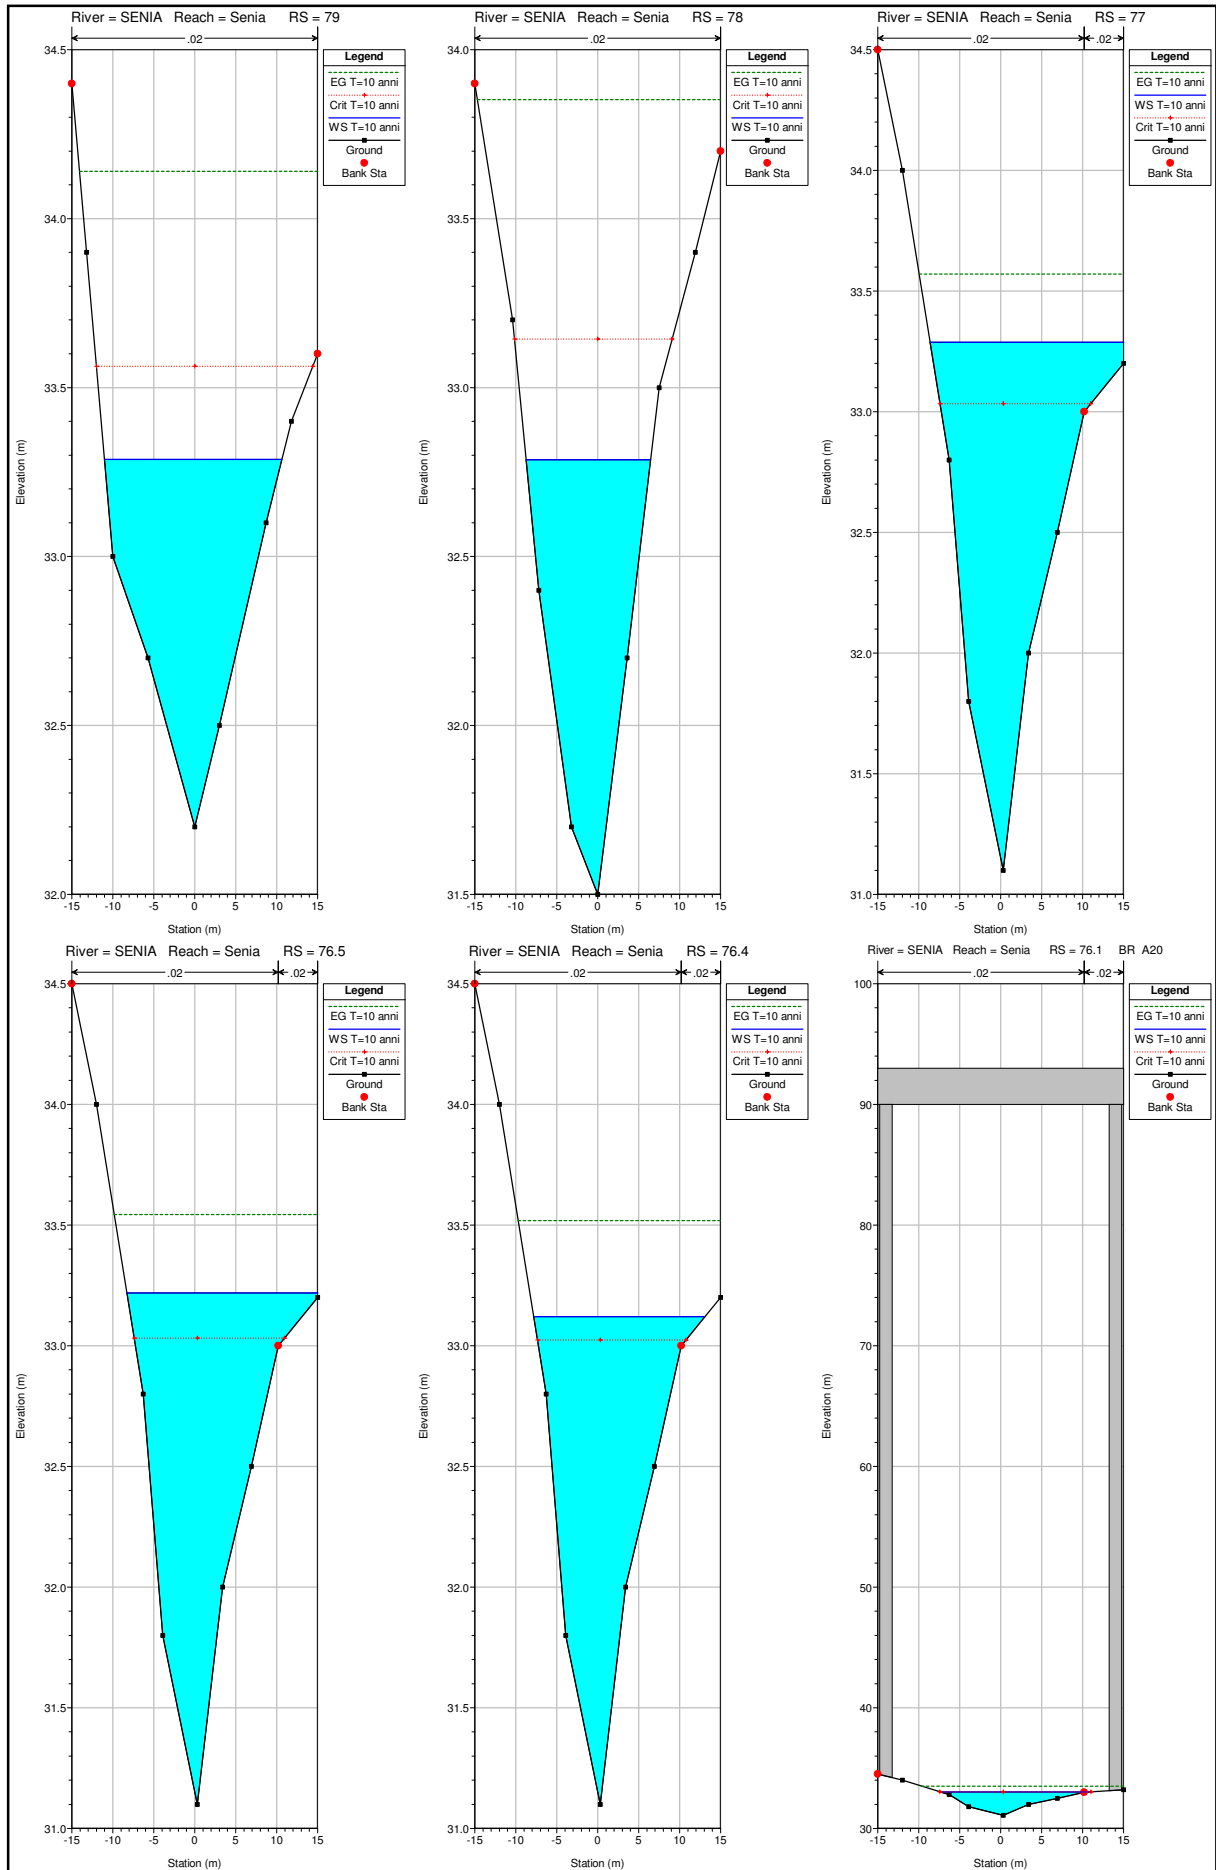 River = SENIA Reach = Senia RS = 79
.02
Legend
EG T=10 anni
Crit T=10 anni
WS T=10 anni
Ground
Bank Sta
34.5
34.0
33.5
33.0
32.5
32.0
Elevation (m)
-15 -10 -5 0 5 10 15
Station (m)
River = SENIA Reach = Senia RS = 78
.02
Legend
EG T=10 anni
Crit T=10 anni
WS T=10 anni
Ground
Bank Sta
34.0
33.5
33.0
32.5
32.0
31.5
Elevation (m)
-15 -10 -5 0 5 10 15
Station (m)
River = SENIA Reach = Senia RS = 77
.02 .02
Legend
EG T=10 anni
WS T=10 anni
Crit T=10 anni
Ground
Bank Sta
34.5
34.0
33.5
33.0
32.5
32.0
31.5
31.0
Elevation (m)
-15 -10 -5 0 5 10 15
Station (m)
River = SENIA Reach = Senia RS = 76.5
.02 .02
Legend
EG T=10 anni
WS T=10 anni
Crit T=10 anni
Ground
Bank Sta
34.5
34.0
33.5
33.0
32.5
32.0
31.5
31.0
Elevation (m)
-15 -10 -5 0 5 10 15
Station (m)
River = SENIA Reach = Senia RS = 76.4
.02 .02
Legend
EG T=10 anni
WS T=10 anni
Crit T=10 anni
Ground
Bank Sta
34.5
34.0
33.5
33.0
32.5
32.0
31.5
31.0
Elevation (m)
-15 -10 -5 0 5 10 15
Station (m)
River = SENIA Reach = Senia RS = 76.1 BR A20
.02 .02
Legend
EG T=10 anni
WS T=10 anni
Crit T=10 anni
Ground
Bank Sta
100
90
80
70
60
50
40
30
Elevation (m)
-15 -10 -5 0 5 10 15
Station (m)